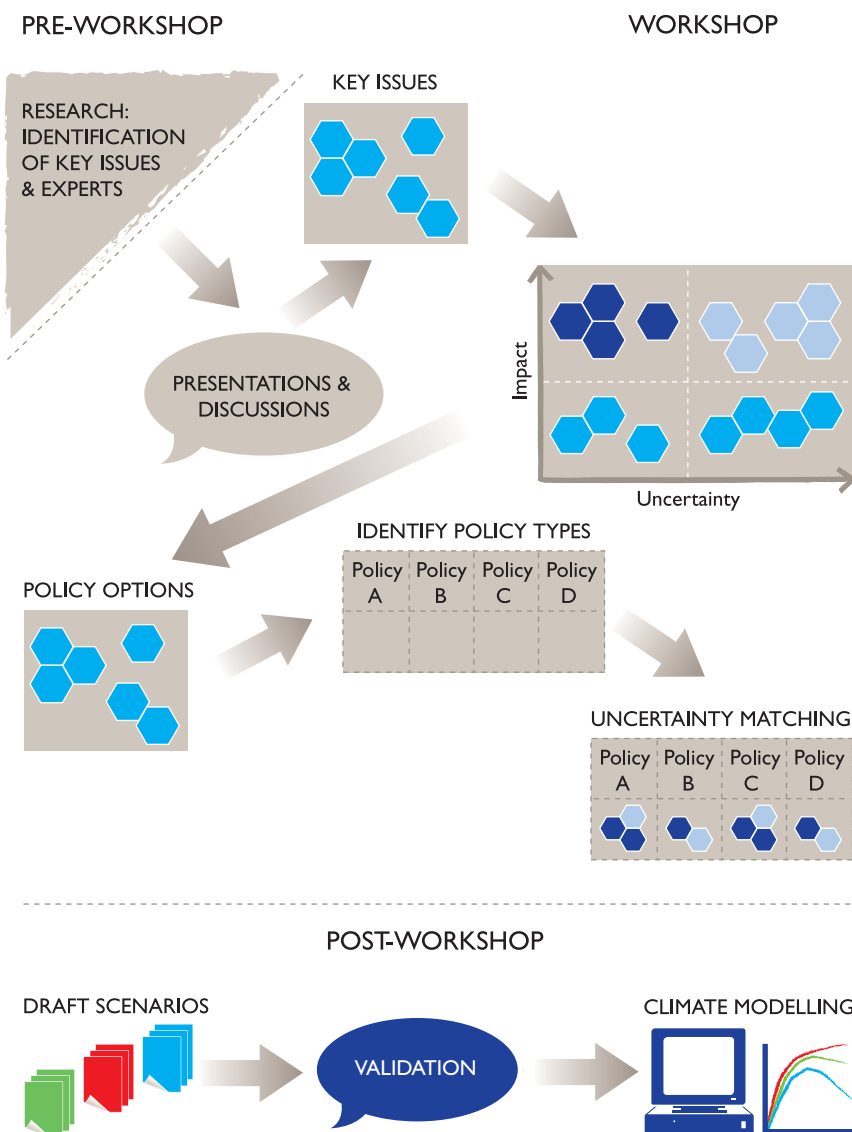 PRE-WORKSHOP
WORKSHOP
RESEARCH:
IDENTIFICATION
OF KEY ISSUES
& EXPERTS
KEY ISSUES
PRESENTATIONS &
DISCUSSIONS
Impact
Uncertainty
POLICY OPTIONS
IDENTIFY POLICY TYPES
Policy Policy Policy Policy
A B C D
UNCERTAINTY MATCHING
Policy Policy Policy Policy
A B C D
POST-WORKSHOP
DRAFT SCENARIOS
VALIDATION
CLIMATE MODELLING